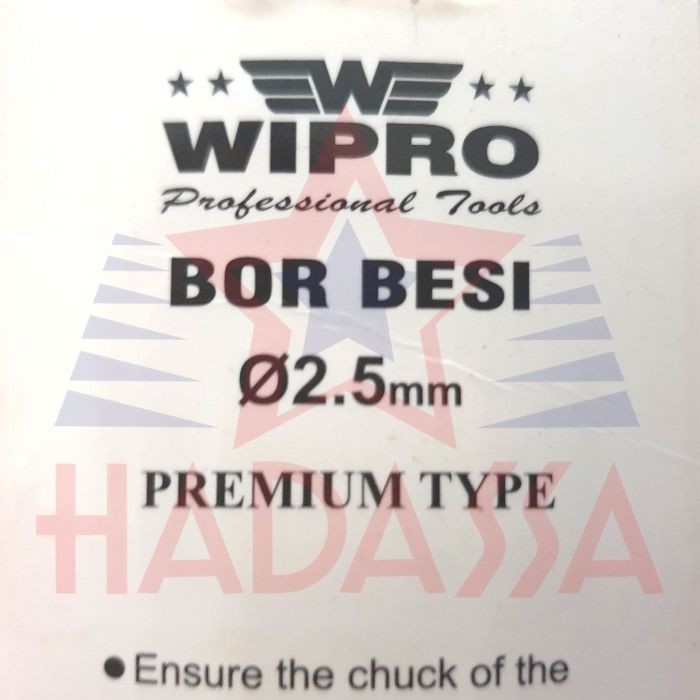 WIPRO
Professional Tools
BOR BESI
Ø2.5mm
PREMIUM TYPE
HADASSA
• Ensure the chuck of the